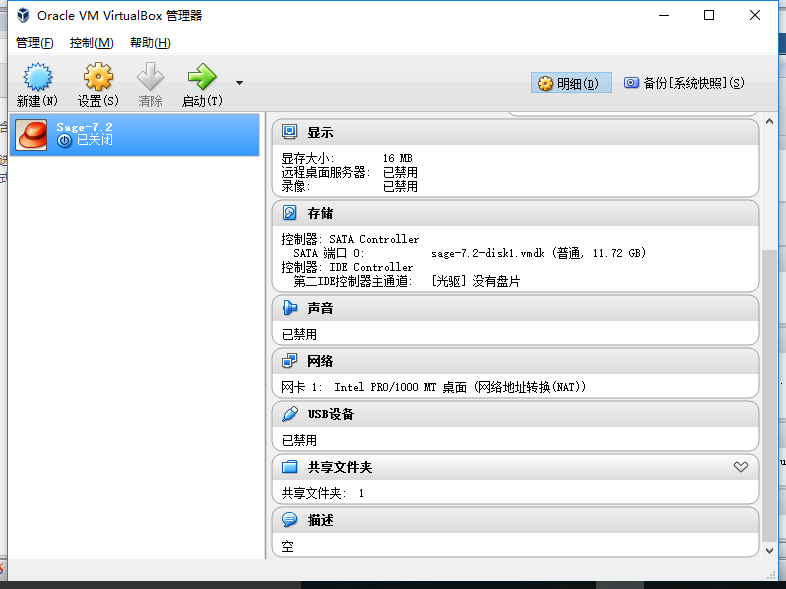 Oracle VM VirtualBox 管理器
管理(F) 控制(M) 帮助(H)
新建(N) 设置(S) 清除 启动(T) 明细(D) 备份[系统快照](S)
Sage-7.2
已关闭
显示
显存大小: 16 MB
远程桌面服务器: 已禁用
录像: 已禁用
存储
控制器: SATA Controller
SATA 端口 0: sage-7.2-disk1.vmdk (普通, 11.72 GB)
控制器: IDE Controller
第二IDE控制器主通道: [光驱] 没有盘片
声音
已禁用
网络
网卡 1: Intel PRO/1000 MT 桌面 (网络地址转换(NAT))
USB设备
已禁用
共享文件夹
共享文件夹: 1
描述
空